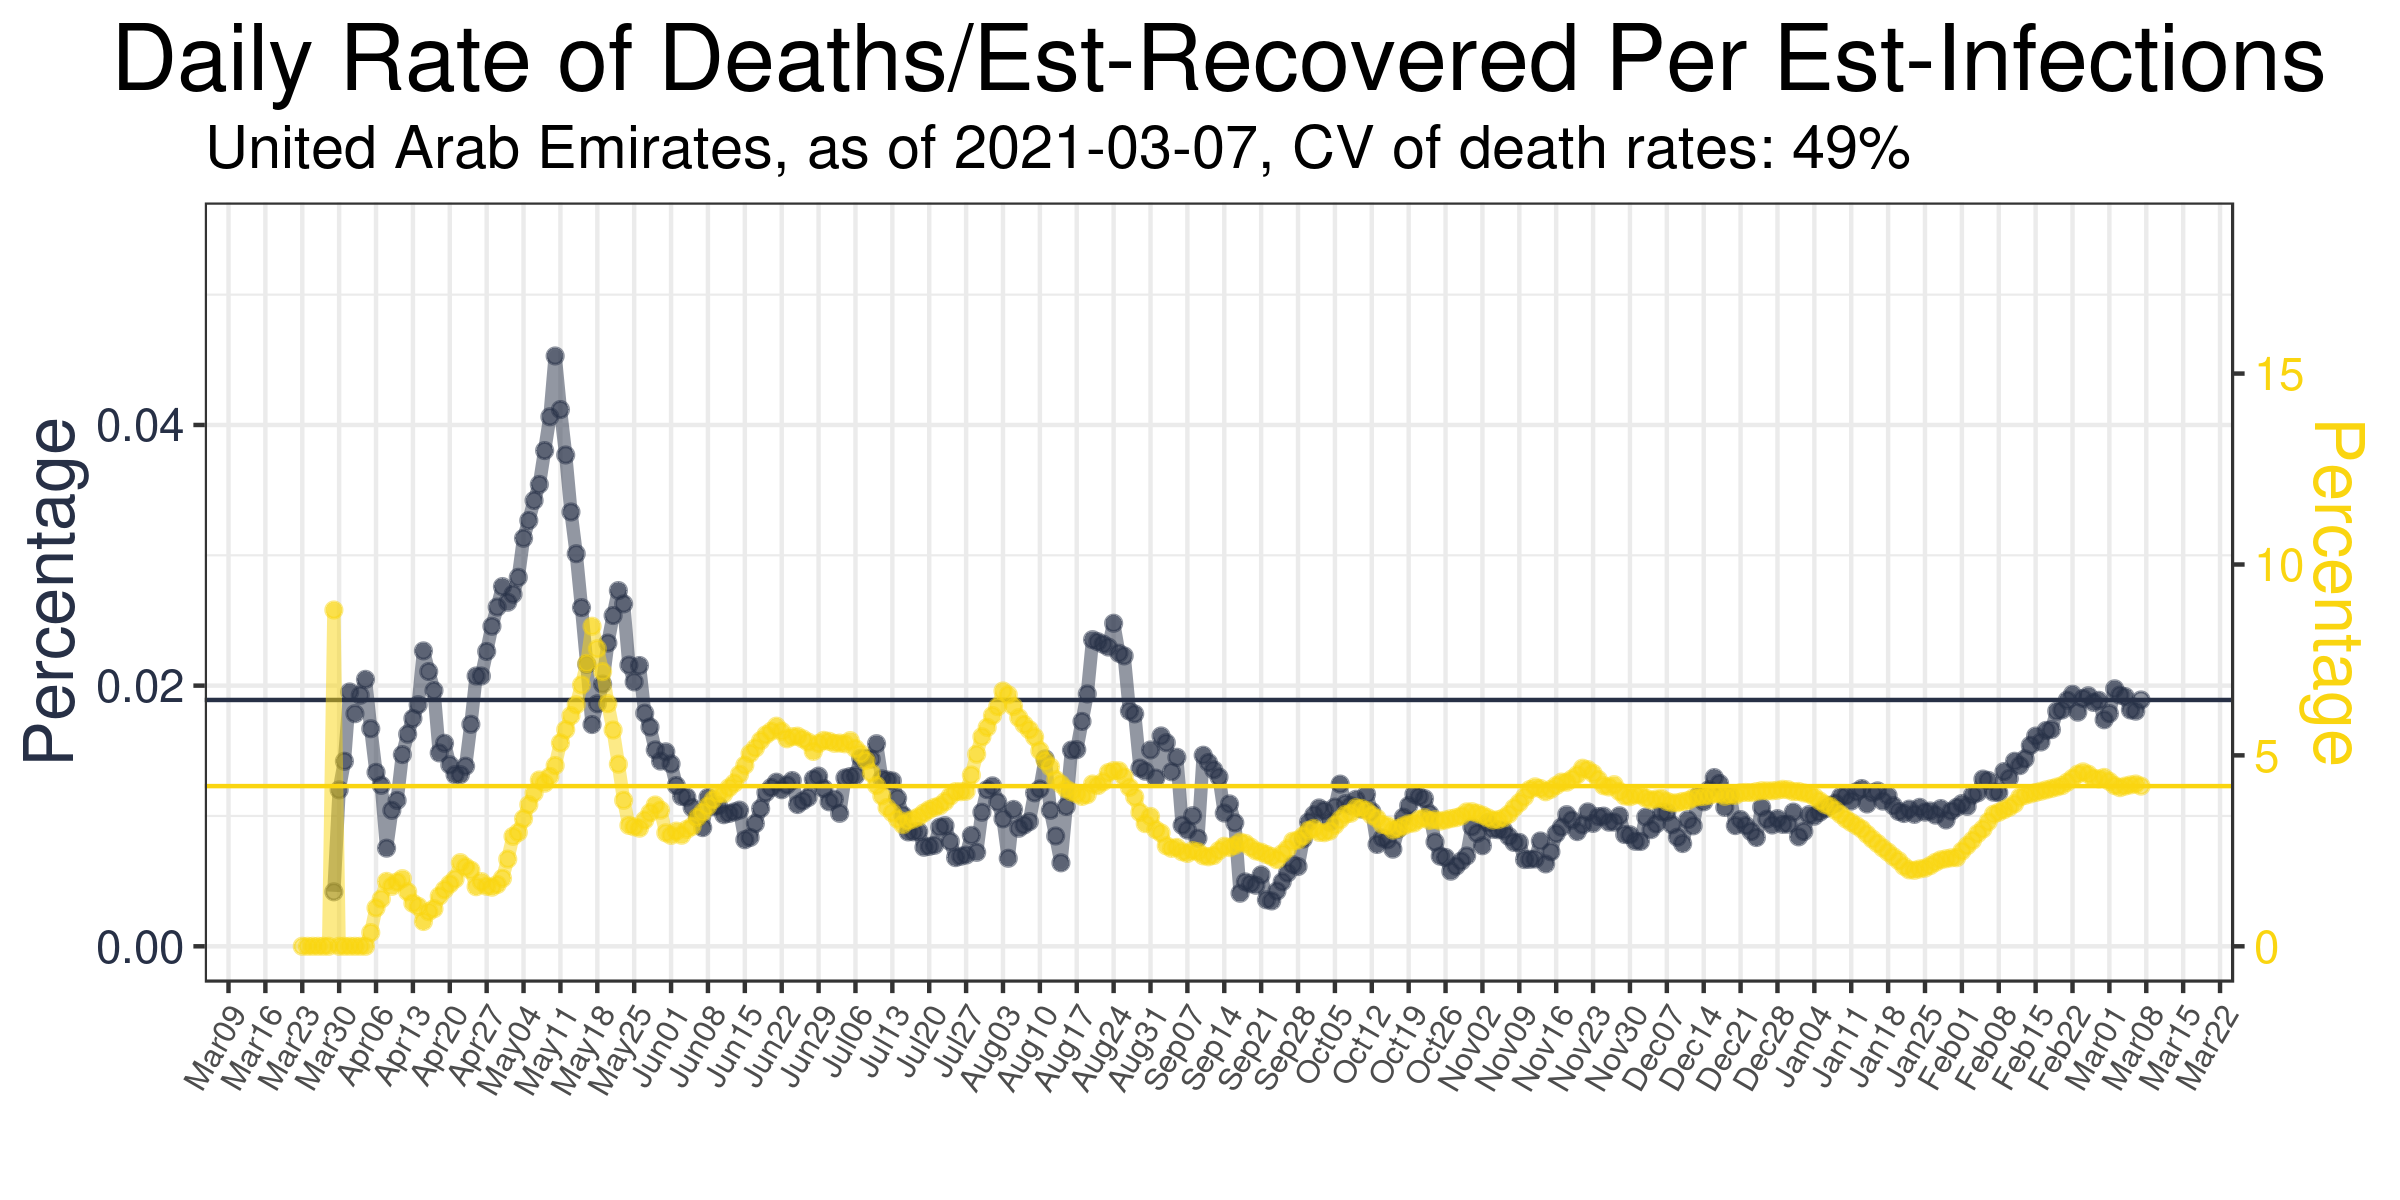 Daily Rate of Deaths/Est-Recovered Per Est-Infections
United Arab Emirates, as of 2021-03-07, CV of death rates: 49%
Percentage
0.04
0.02
0.00
15
10
5
0
Percentage
Mar09
Mar16
Mar23
Mar30
Apr06
Apr13
Apr20
Apr27
May04
May11
May18
May25
Jun01
Jun08
Jun15
Jun22
Jun29
Jul06
Jul13
Jul20
Jul27
Aug03
Aug10
Aug17
Aug24
Aug31
Sep07
Sep14
Sep21
Sep28
Oct05
Oct12
Oct19
Oct26
Nov02
Nov09
Nov16
Nov23
Nov30
Dec07
Dec14
Dec21
Dec28
Jan04
Jan11
Jan18
Jan25
Feb01
Feb08
Feb15
Feb22
Mar01
Mar08
Mar15
Mar22